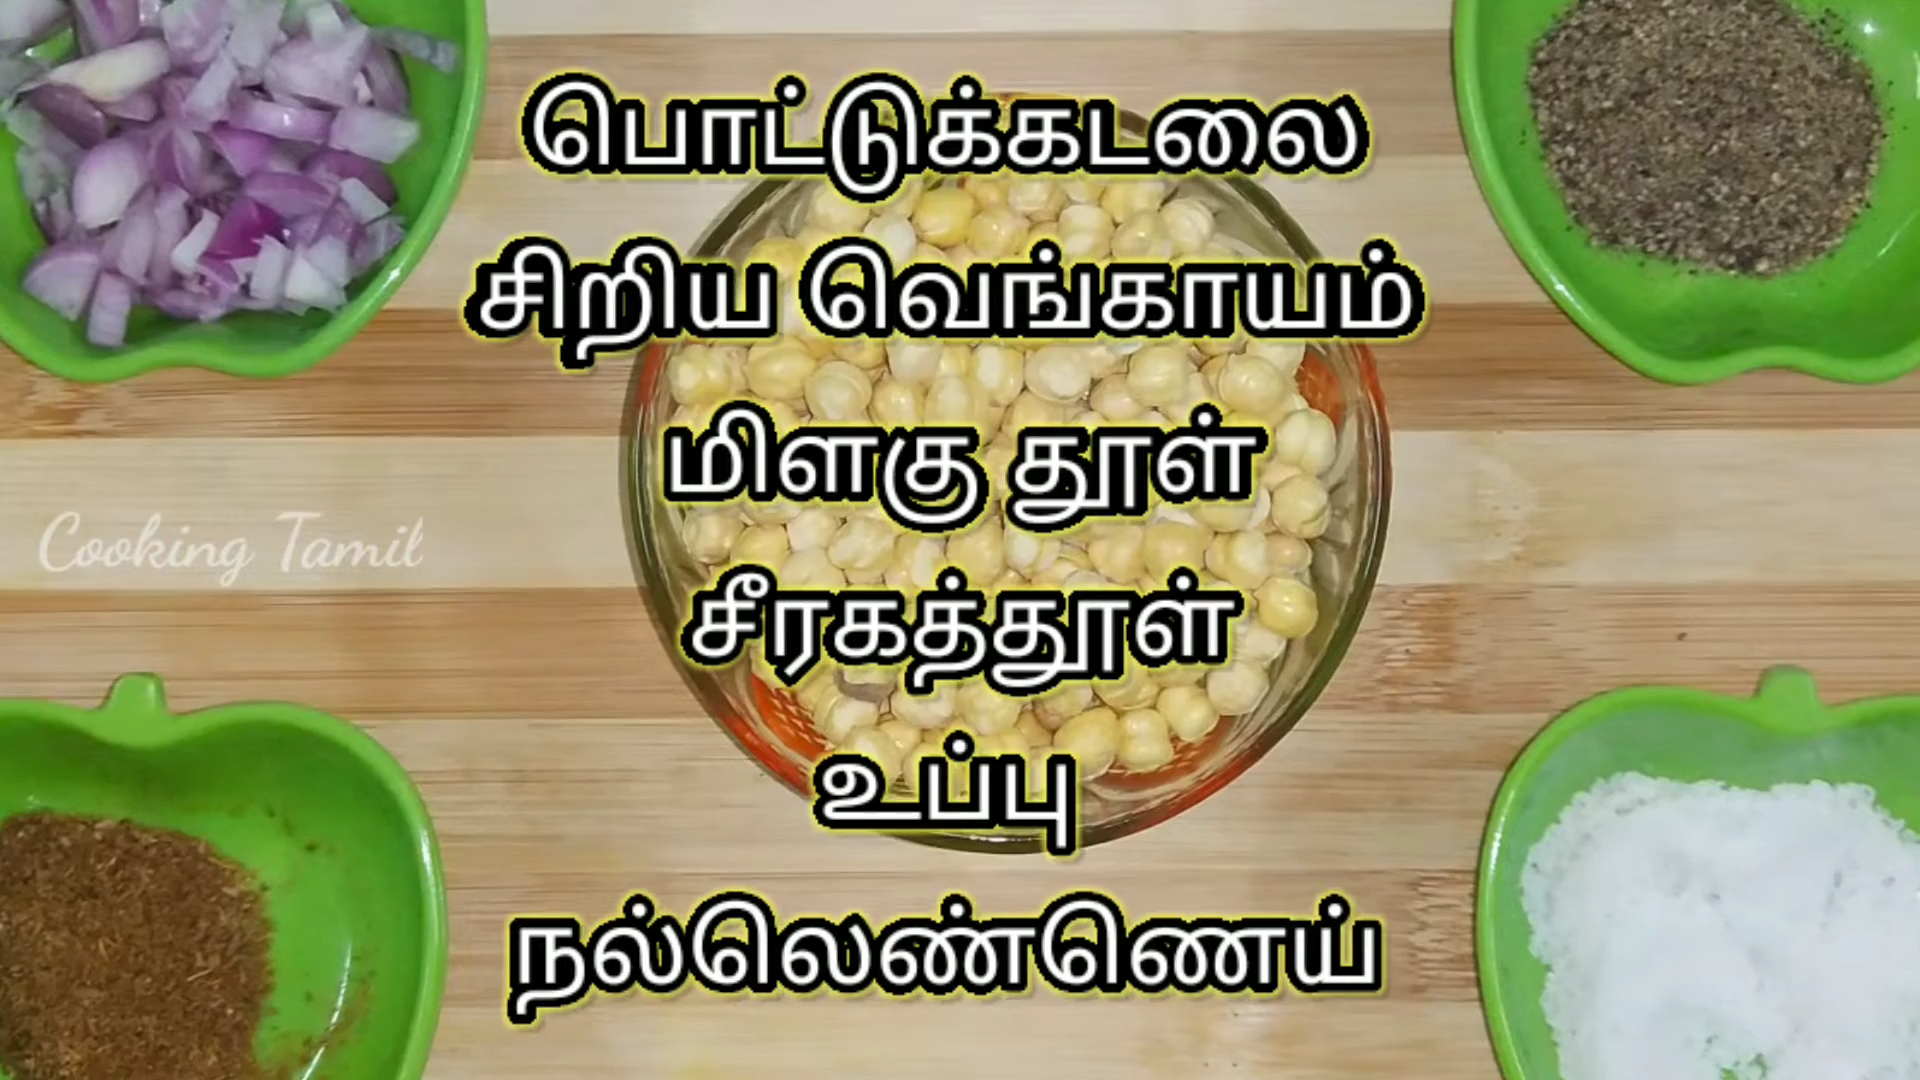 பொட்டுக்கடலை
சிறிய வெங்காயம்
மிளகு தூள்
Cooking Tamil
சீரகத்தூள்
உப்பு
நல்லெண்ணெய்